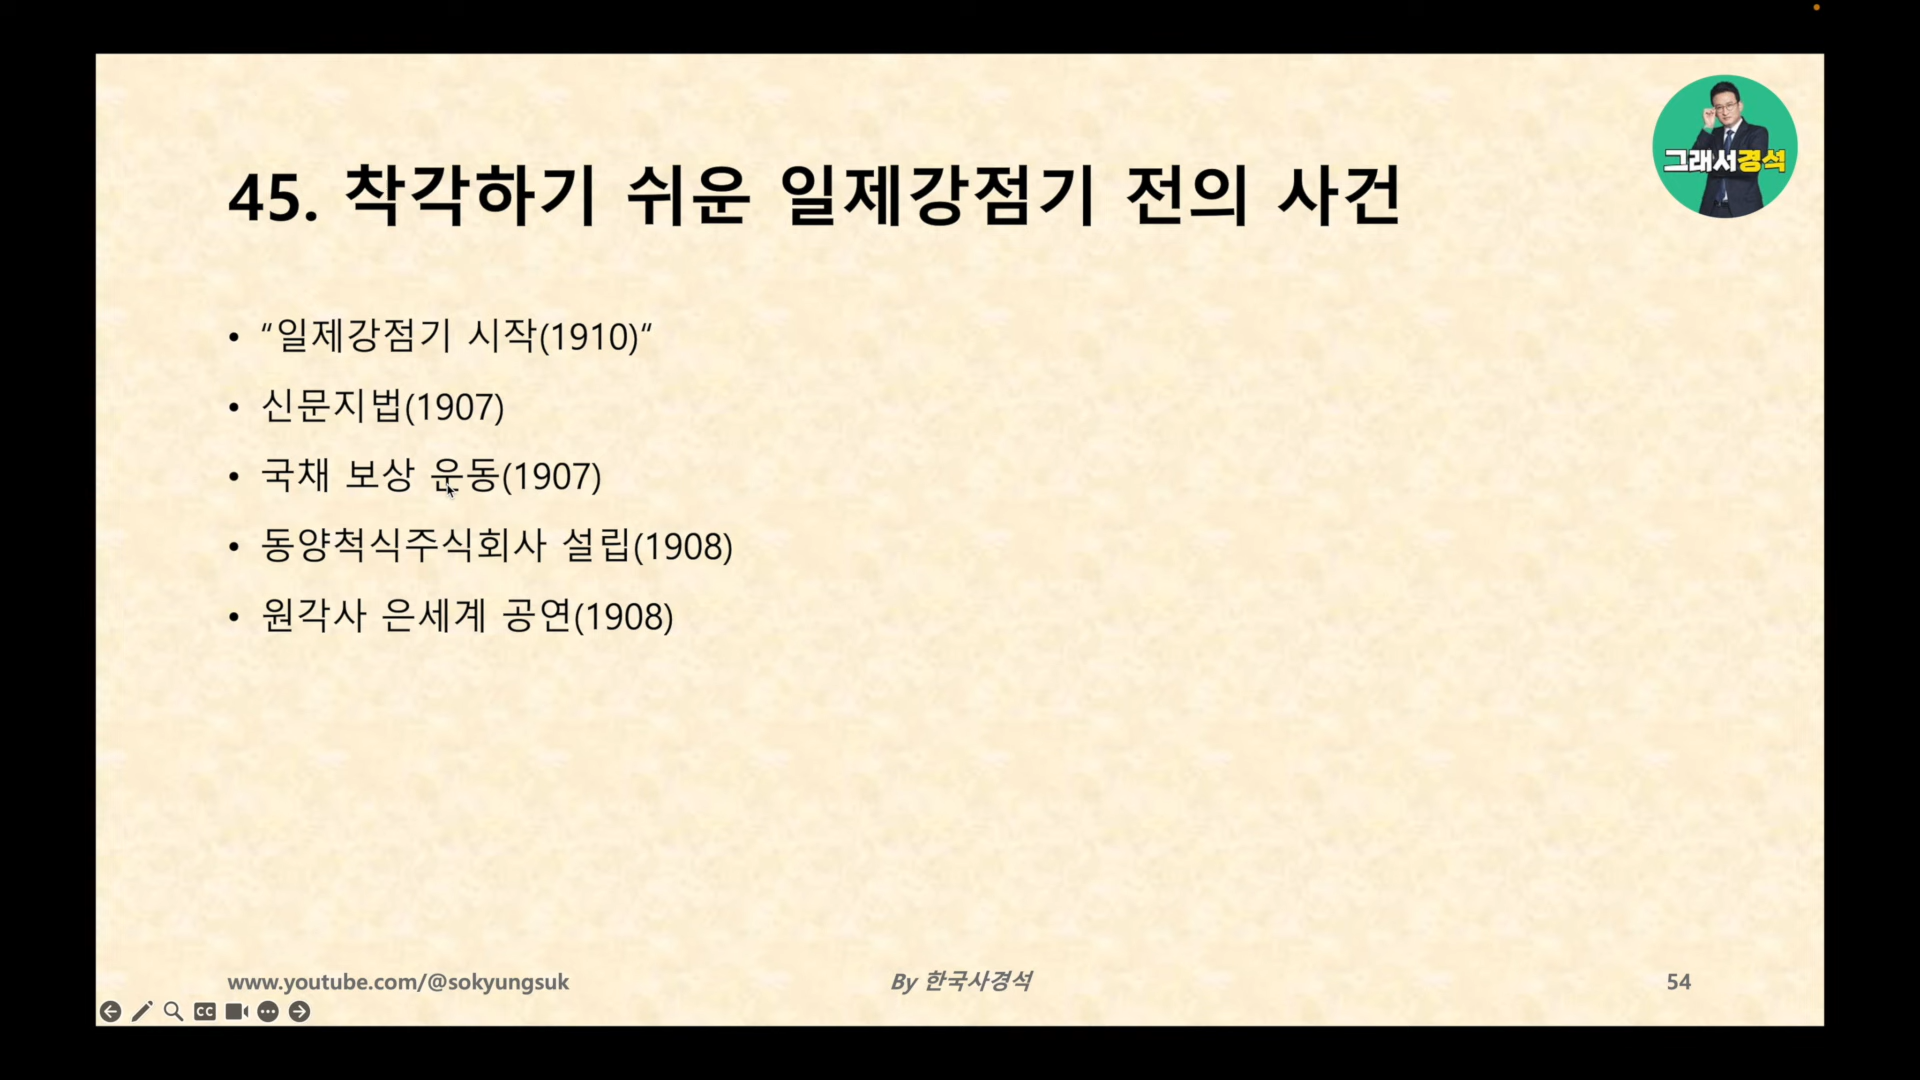 그래서경석
45. 착각하기 쉬운 일제강점기 전의 사건
• “일제강점기 시작(1910)“
• 신문지법(1907)
• 국채 보상 운동(1907)
• 동양척식주식회사 설립(1908)
• 원각사 은세계 공연(1908)
www.youtube.com/@sokyungsuk
By 한국사경석
54
CC